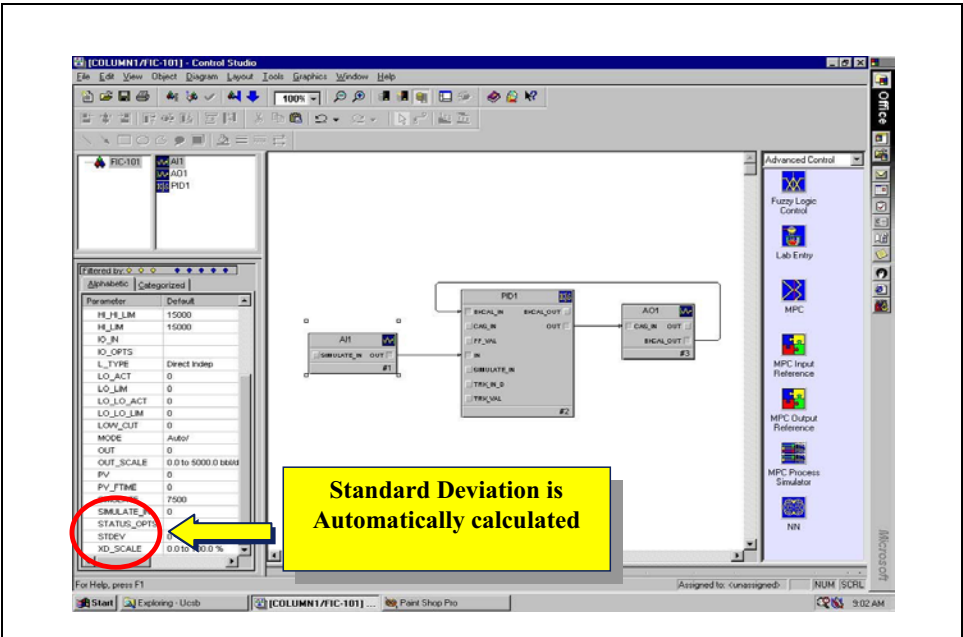 [COLUMN1/FIC-101] - Control Studio
File Edit View Object Diagram Layout Tools Graphics Window Help
100%
FIC-101
AI1
AO1
PID1
Filtered by:
Alphabetic Categorized
Parameter Default
HI_HI_LIM 15000
HI_LIM 15000
IO_IN
IO_OPTS
L_TYPE Direct Indep
LO_ACT 0
LO_LIM 0
LO_LO_ACT 0
LO_LO_LIM 0
LOW_CUT 0
MODE Auto/
OUT 0
OUT_SCALE 0.0 to 5000.0 bbl/d
PV 0
PV_FTIME 0
7500
SIMULATE_IN 0
STATUS_OPTS
STDEV 0
XD_SCALE 0.0 to 100.0 %
AI1
SIMULATE_IN OUT
#1
PID1
BKCAL_IN BKCAL_OUT
CAS_IN OUT
FF_VAL
IN
SIMULATE_IN
TRK_IN_D
TRK_VAL
#2
AO1
CAS_IN OUT
BKCAL_OUT
#3
Standard Deviation is
Automatically calculated
Advanced Control
Fuzzy Logic
Control
Lab Entry
MPC
MPC Input
Reference
MPC Output
Reference
MPC Process
Simulator
NN
Office
Microsoft
For Help, press F1
Assigned to: <unassigned> NUM SCRL
Start Exploring - Ucsb [COLUMN1/FIC-101] ... Paint Shop Pro 9:02 AM